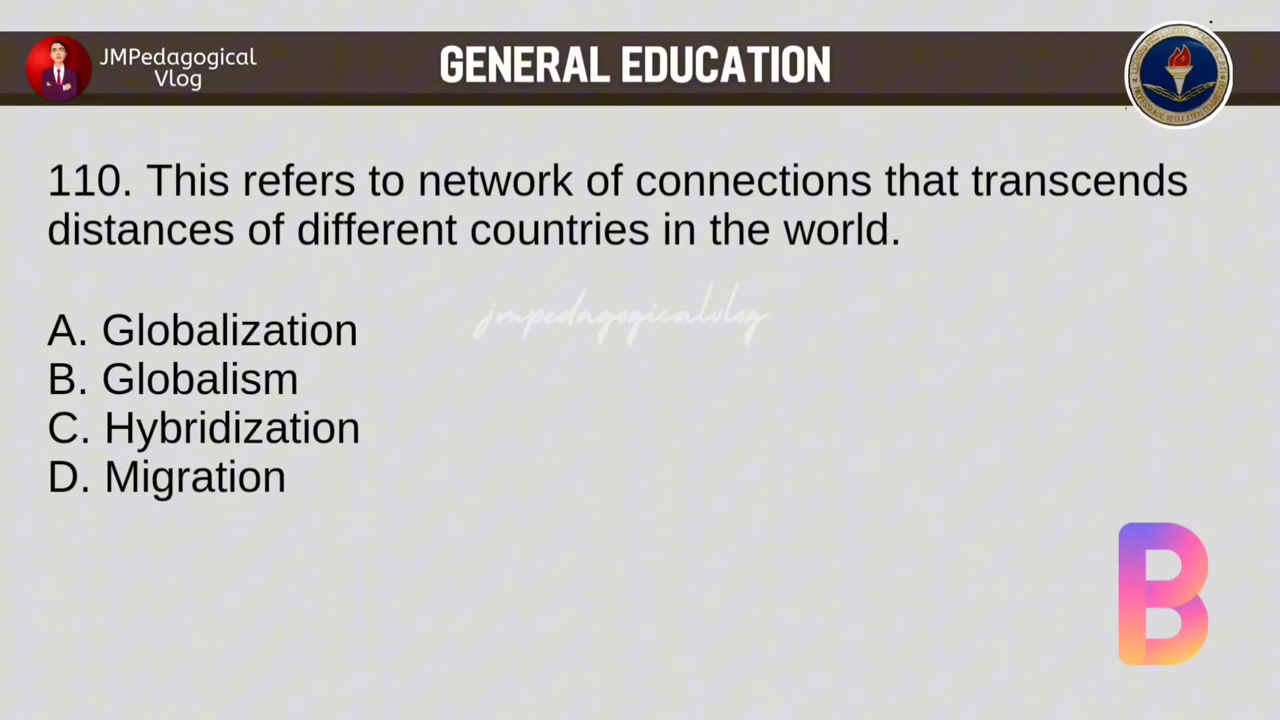 JMPedagogical
Vlog
GENERAL EDUCATION
110. This refers to network of connections that transcends
distances of different countries in the world.
jmpedagogicalvlog
A. Globalization
B. Globalism
C. Hybridization
D. Migration
B